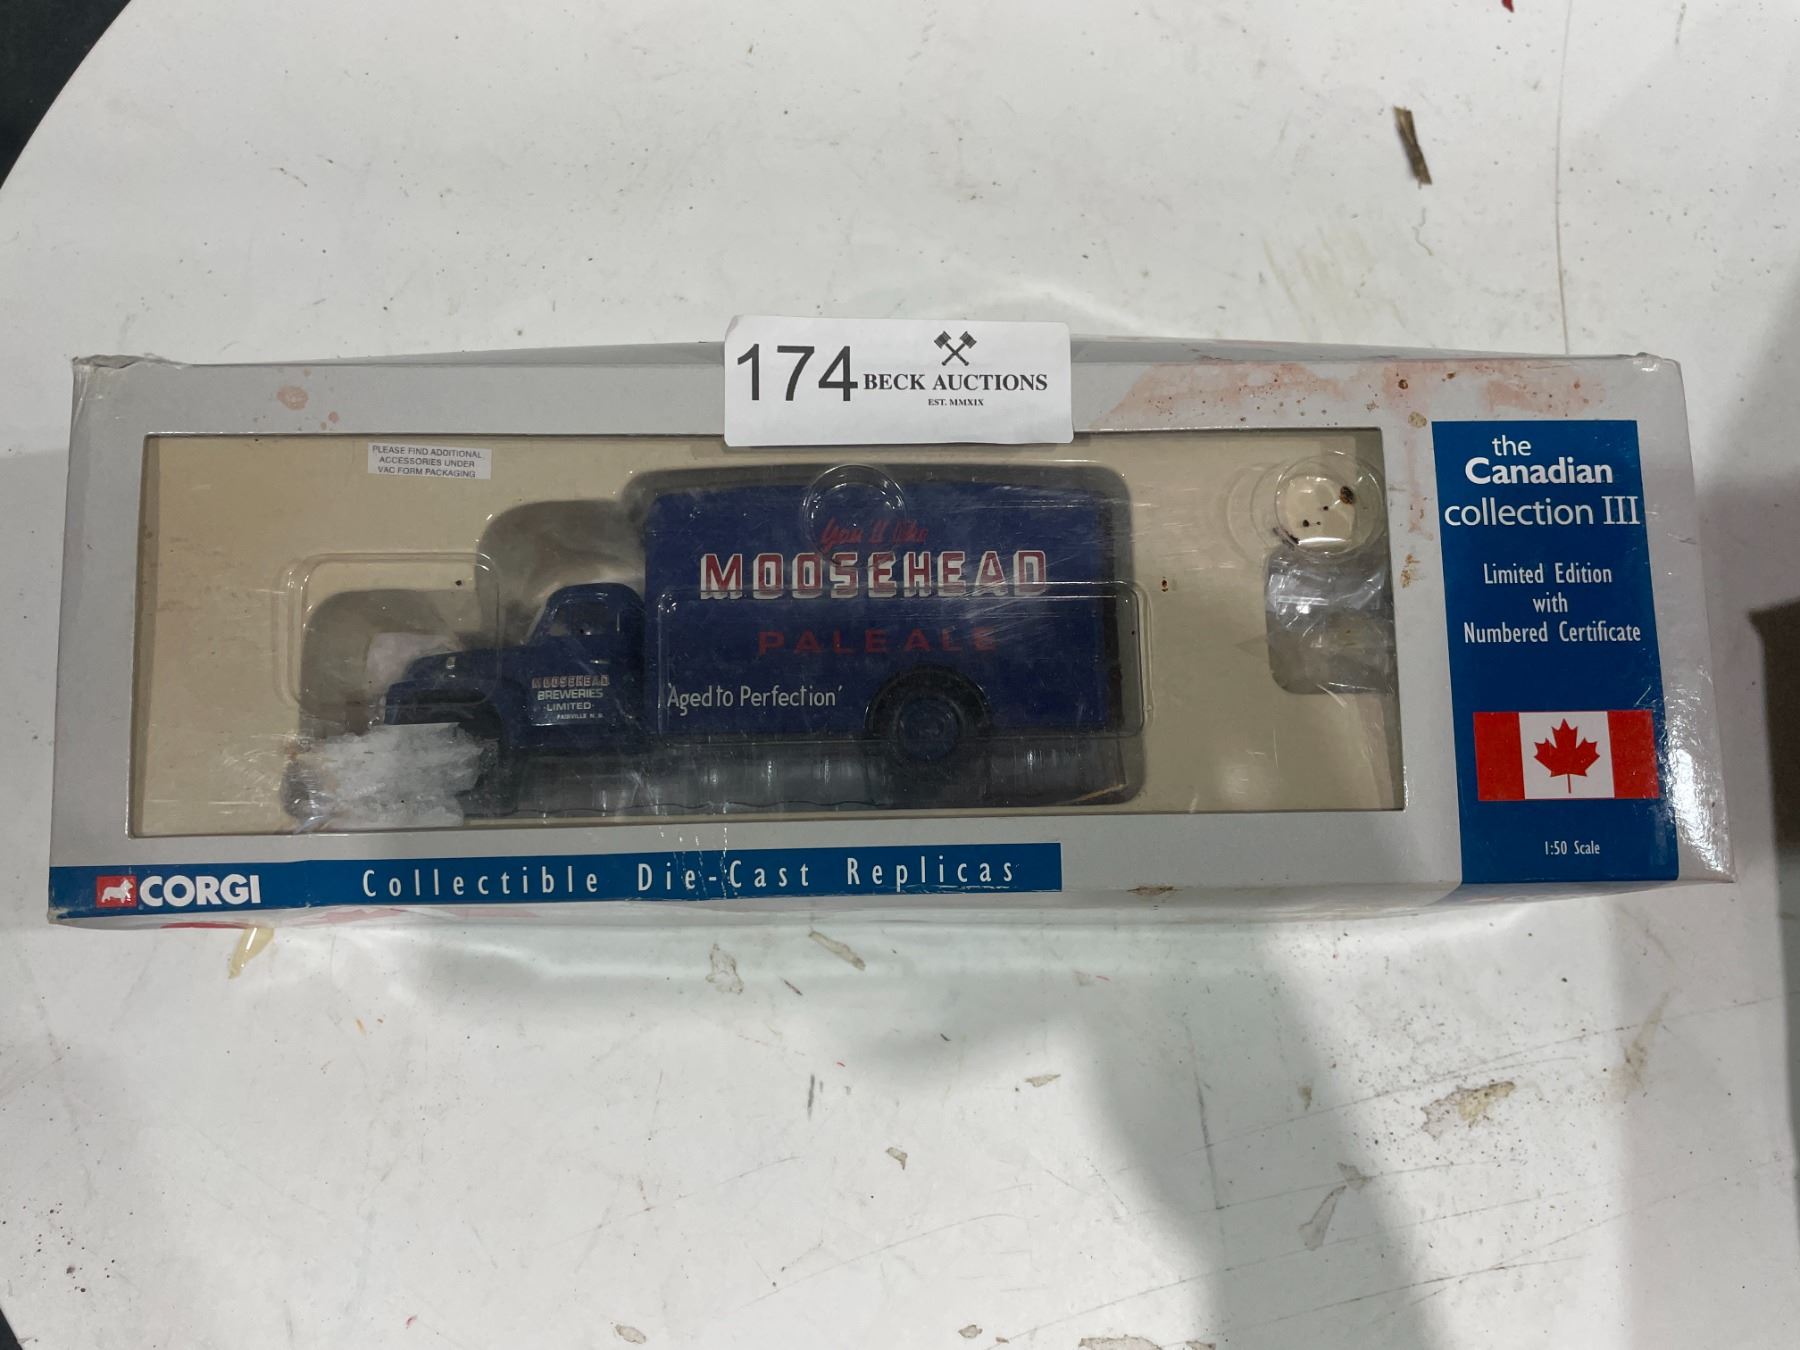 174 BECK AUCTIONS
EST. MMXIX
PLEASE FIND ADDITIONAL
ACCESSORIES UNDER
VAC FORM PACKAGING
You'll like
MOOSEHEAD
PALE ALE
'Aged to Perfection'
MOOSEHEAD
BREWERIES
LIMITED
FAIRVILLE N.B.
the
Canadian
collection III
Limited Edition
with
Numbered Certificate
1:50 Scale
CORGI
Collectible Die-Cast Replicas